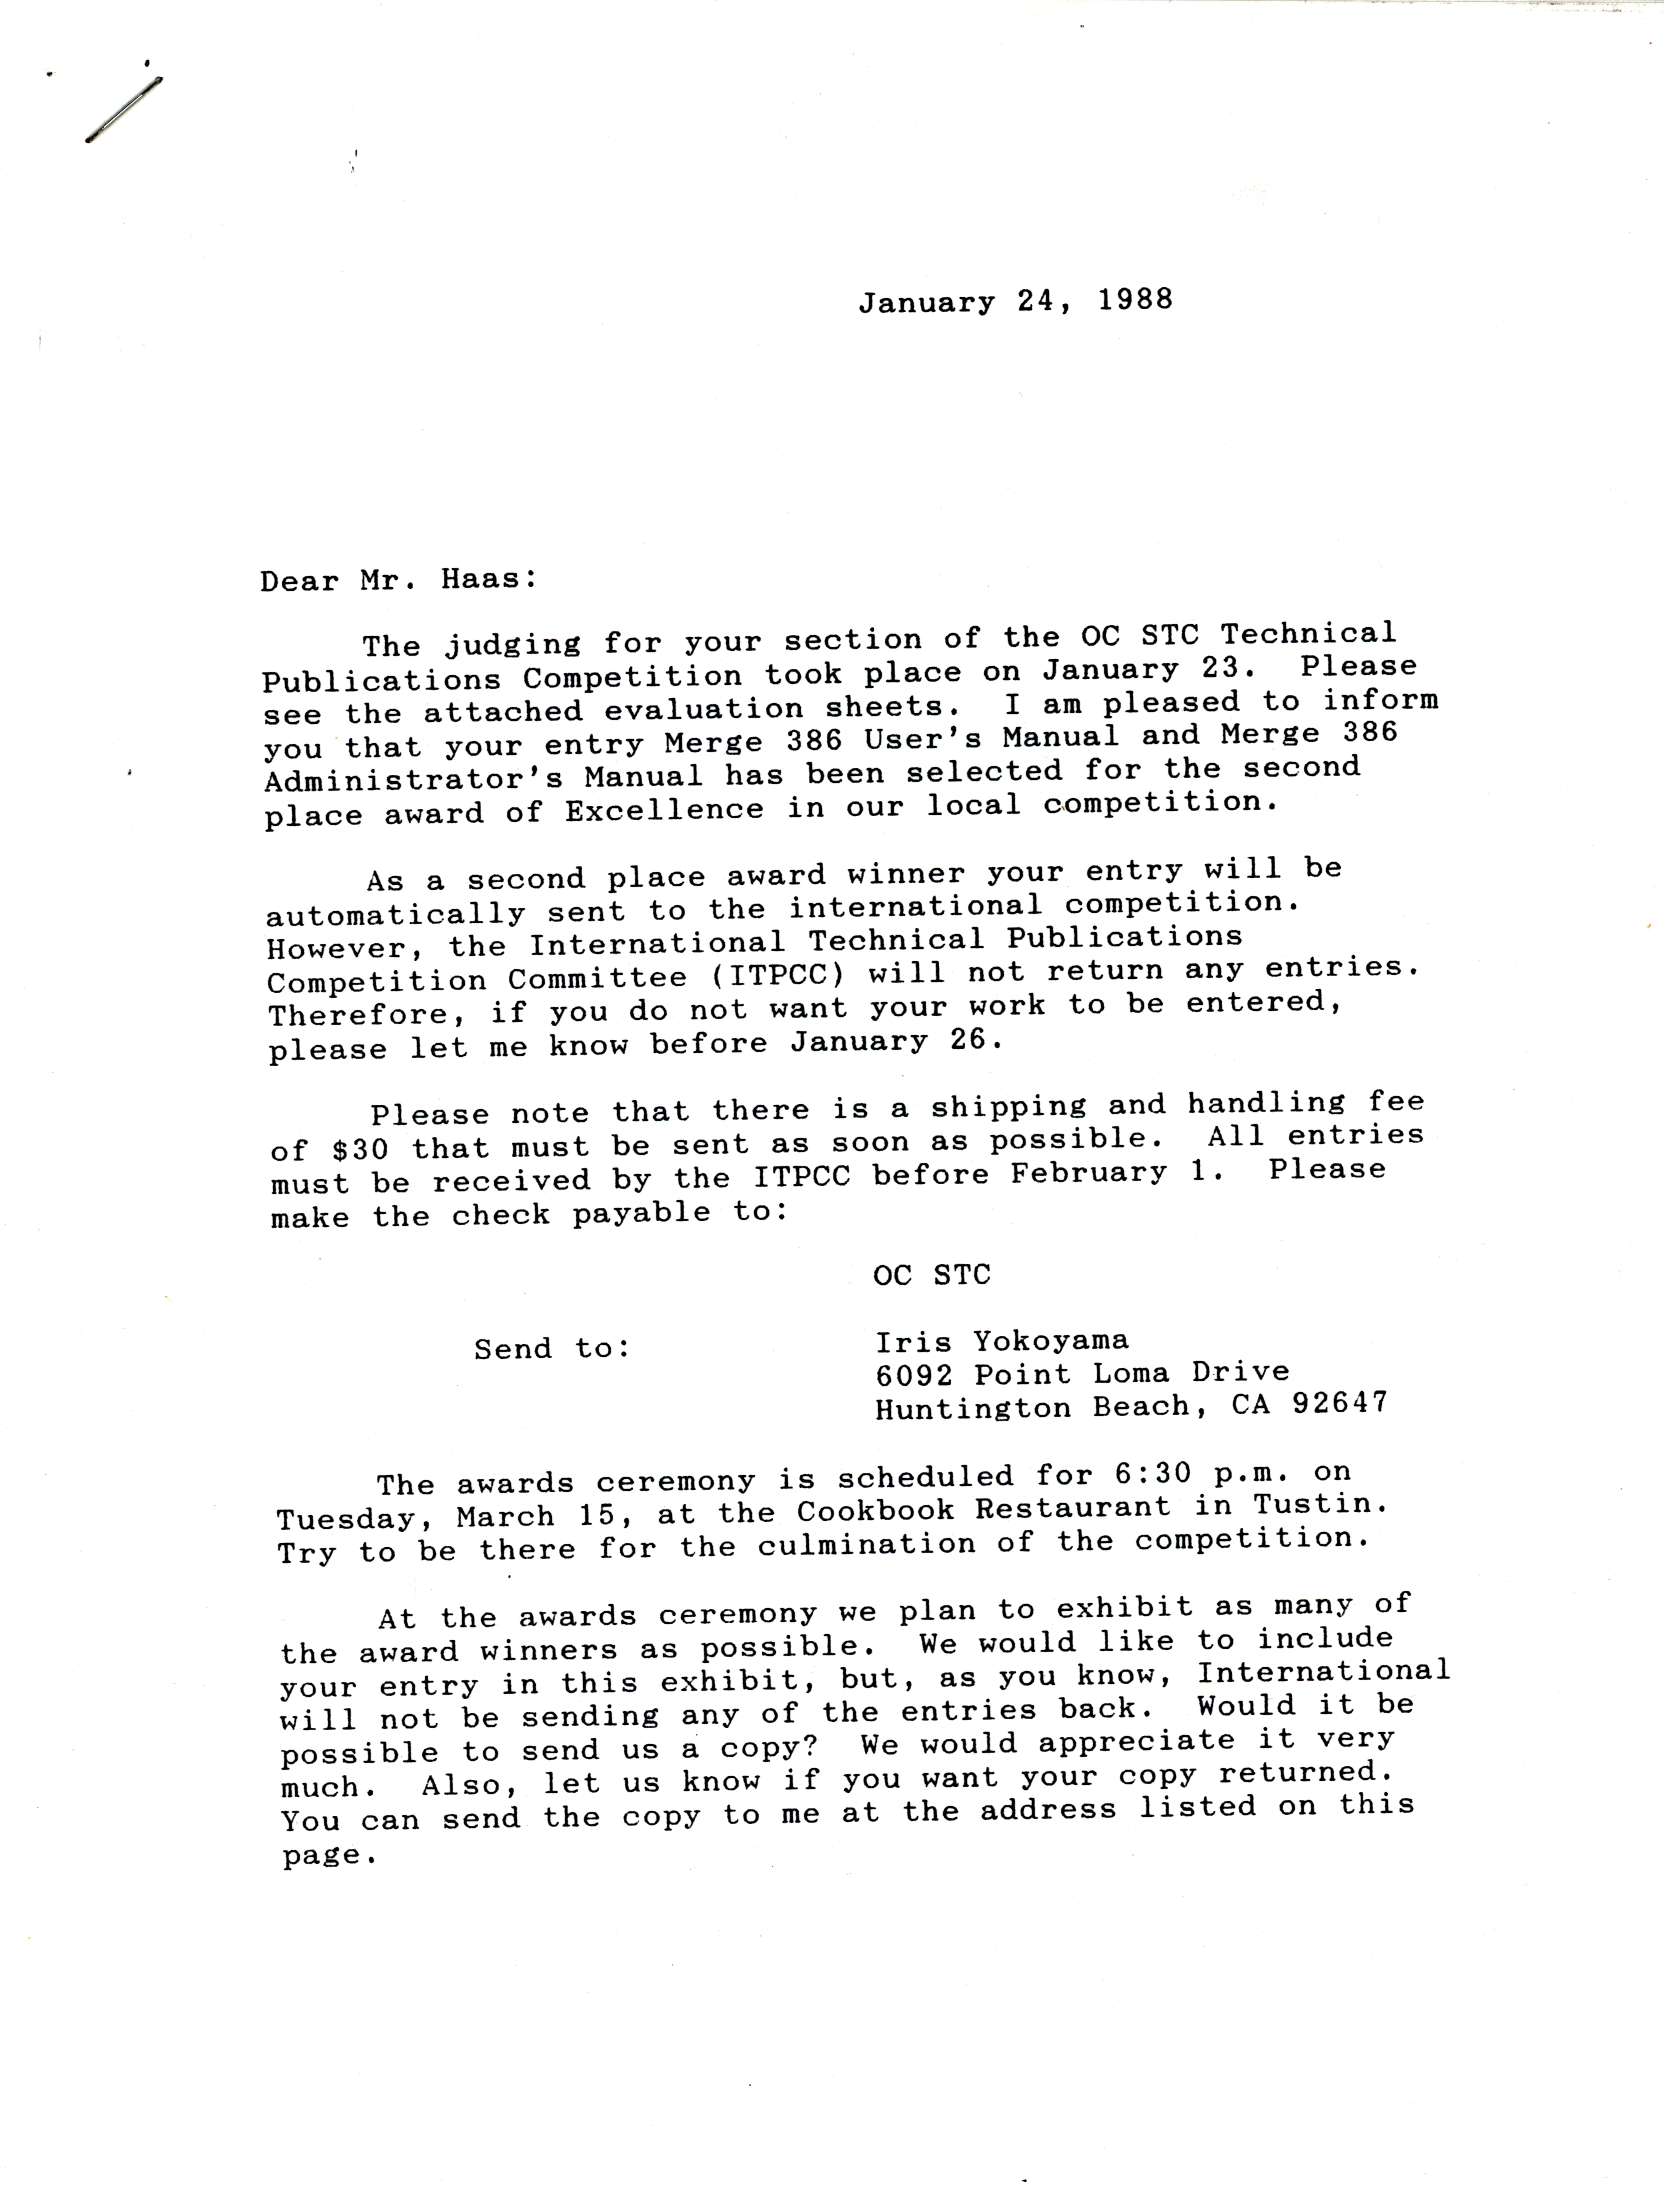 January 24, 1988
Dear Mr. Haas:
The judging for your section of the OC STC Technical
Publications Competition took place on January 23.  Please
see the attached evaluation sheets.  I am pleased to inform
you that your entry Merge 386 User's Manual and Merge 386
Administrator's Manual has been selected for the second
place award of Excellence in our local competition.
As a second place award winner your entry will be
automatically sent to the international competition.
However, the International Technical Publications
Competition Committee (ITPCC) will not return any entries.
Therefore, if you do not want your work to be entered,
please let me know before January 26.
Please note that there is a shipping and handling fee
of $30 that must be sent as soon as possible.  All entries
must be received by the ITPCC before February 1.  Please
make the check payable to:
OC STC
Send to: Iris Yokoyama
6092 Point Loma Drive
Huntington Beach, CA 92647
The awards ceremony is scheduled for 6:30 p.m. on
Tuesday, March 15, at the Cookbook Restaurant in Tustin.
Try to be there for the culmination of the competition.
At the awards ceremony we plan to exhibit as many of
the award winners as possible.  We would like to include
your entry in this exhibit, but, as you know, International
will not be sending any of the entries back.  Would it be
possible to send us a copy?  We would appreciate it very
much.  Also, let us know if you want your copy returned.
You can send the copy to me at the address listed on this
page.